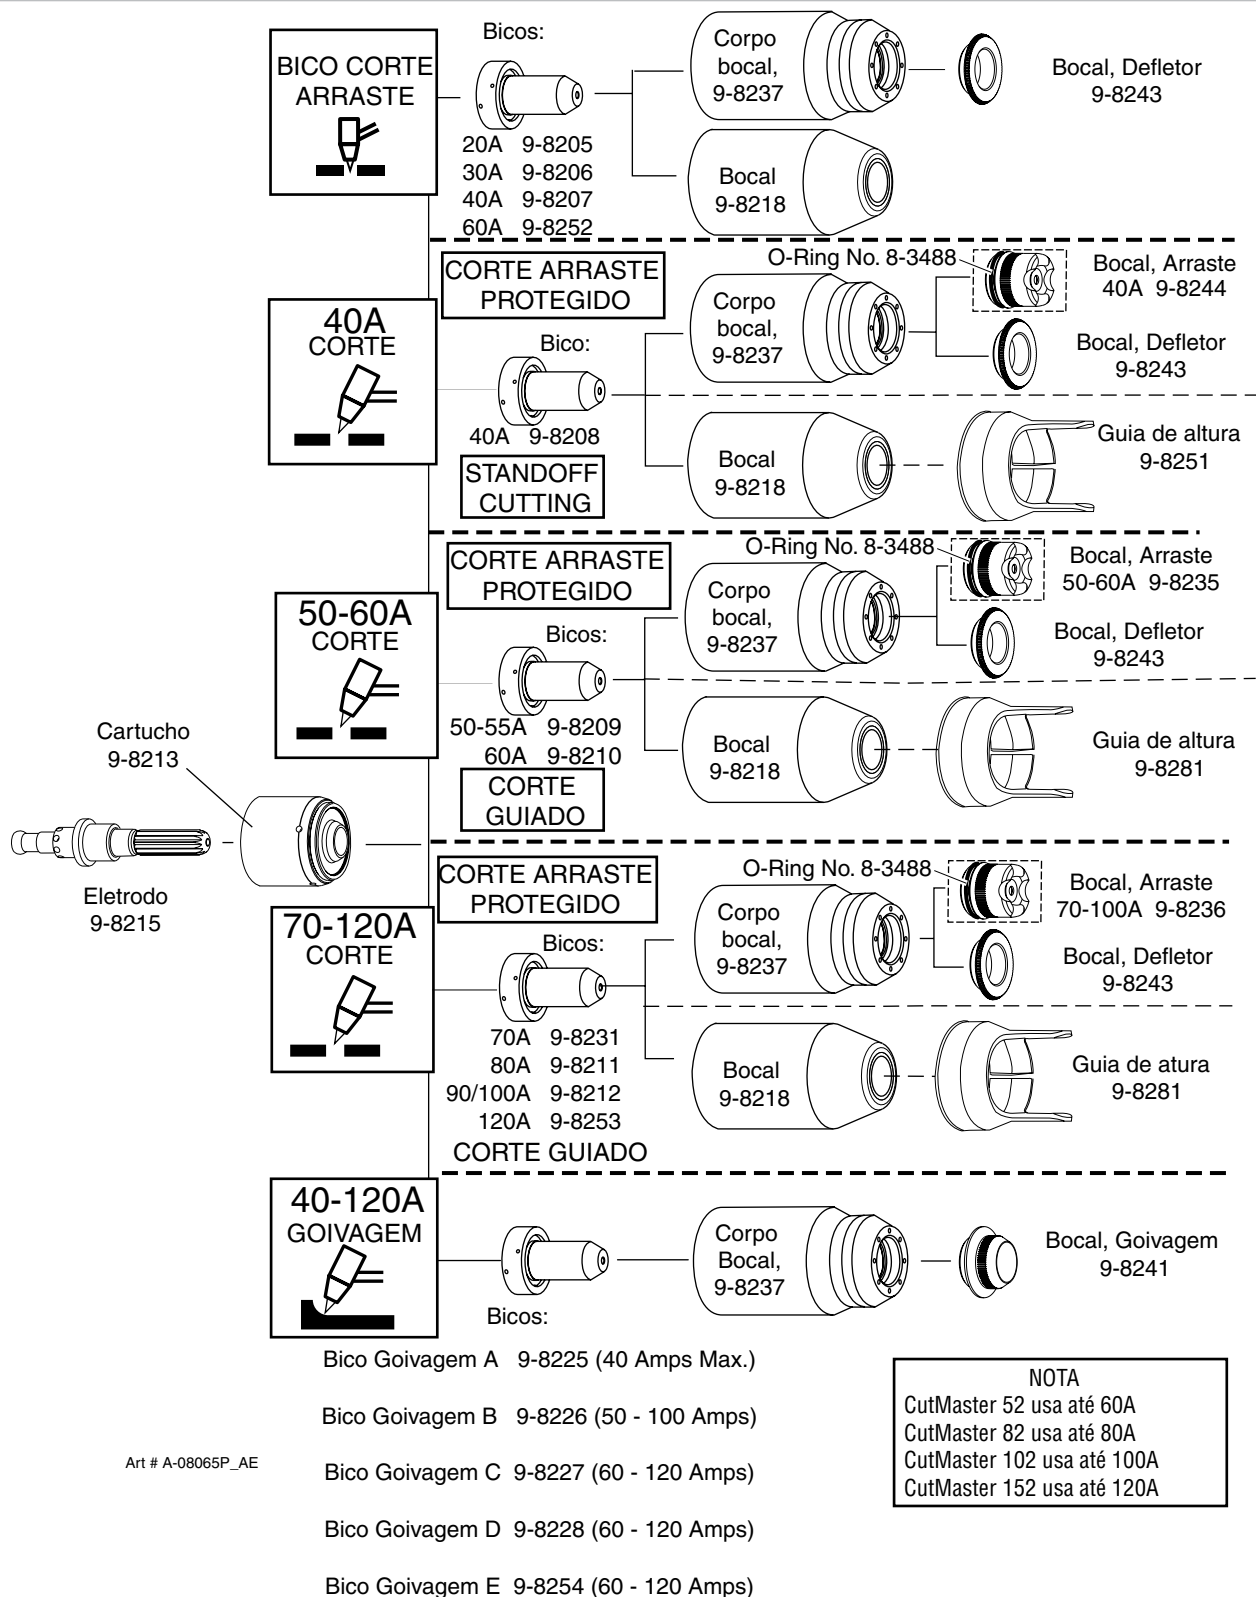 BICO CORTE
ARRASTE
Bicos:
20A 9-8205
30A 9-8206
40A 9-8207
60A 9-8252
Corpo
bocal,
9-8237
Bocal, Defletor
9-8243
Bocal
9-8218
CORTE ARRASTE
PROTEGIDO
40A
CORTE
Bico:
40A 9-8208
STANDOFF
CUTTING
Corpo
bocal,
9-8237
O-Ring No. 8-3488
Bocal, Arraste
40A 9-8244
Bocal, Defletor
9-8243
Bocal
9-8218
Guia de altura
9-8251
CORTE ARRASTE
PROTEGIDO
50-60A
CORTE
Bicos:
50-55A 9-8209
60A 9-8210
CORTE
GUIADO
Corpo
bocal,
9-8237
O-Ring No. 8-3488
Bocal, Arraste
50-60A 9-8235
Bocal, Defletor
9-8243
Bocal
9-8218
Guia de altura
9-8281
Cartucho
9-8213
Eletrodo
9-8215
CORTE ARRASTE
PROTEGIDO
70-120A
CORTE
Bicos:
70A 9-8231
80A 9-8211
90/100A 9-8212
120A 9-8253
CORTE GUIADO
Corpo
bocal,
9-8237
O-Ring No. 8-3488
Bocal, Arraste
70-100A 9-8236
Bocal, Defletor
9-8243
Bocal
9-8218
Guia de atura
9-8281
40-120A
GOIVAGEM
Bicos:
Corpo
Bocal,
9-8237
Bocal, Goivagem
9-8241
Bico Goivagem A 9-8225 (40 Amps Max.)
Bico Goivagem B 9-8226 (50 - 100 Amps)
Bico Goivagem C 9-8227 (60 - 120 Amps)
Bico Goivagem D 9-8228 (60 - 120 Amps)
Bico Goivagem E 9-8254 (60 - 120 Amps)
Art # A-08065P_AE
NOTA
CutMaster 52 usa até 60A
CutMaster 82 usa até 80A
CutMaster 102 usa até 100A
CutMaster 152 usa até 120A